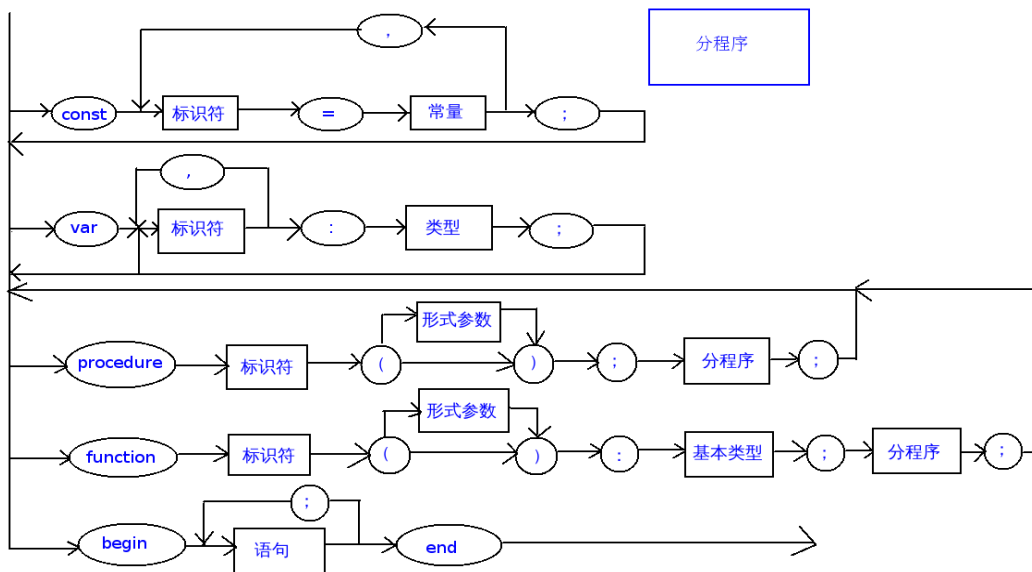 分程序
,
const 标识符 = 常量 ;
,
var 标识符 : 类型 ;
形式参数
procedure 标识符 ( ) ; 分程序 ;
形式参数
function 标识符 ( ) : 基本类型 ; 分程序 ;
;
begin 语句 end